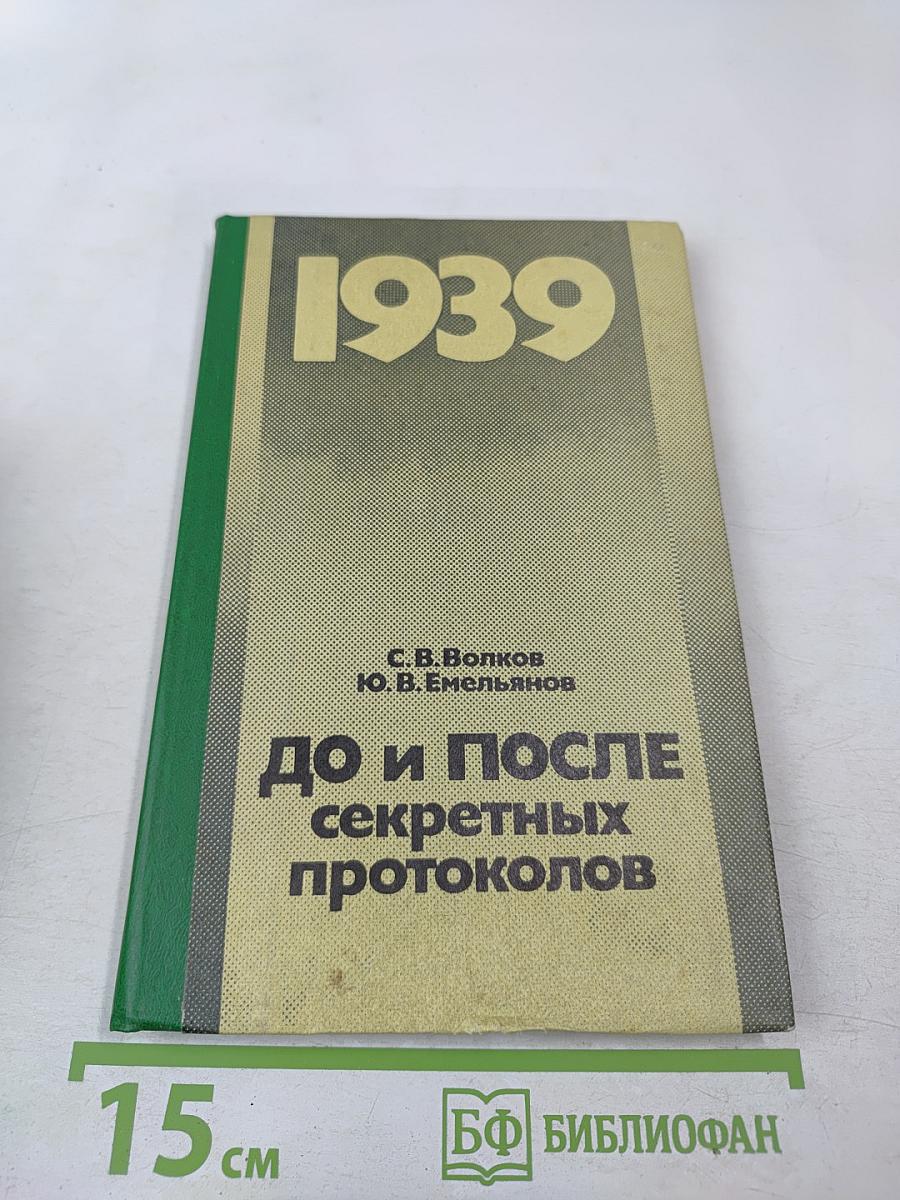 1939
С. В. Волков
Ю. В. Емельянов
ДО и ПОСЛЕ
секретных
протоколов
15 см
БФ БИБЛИОФАН